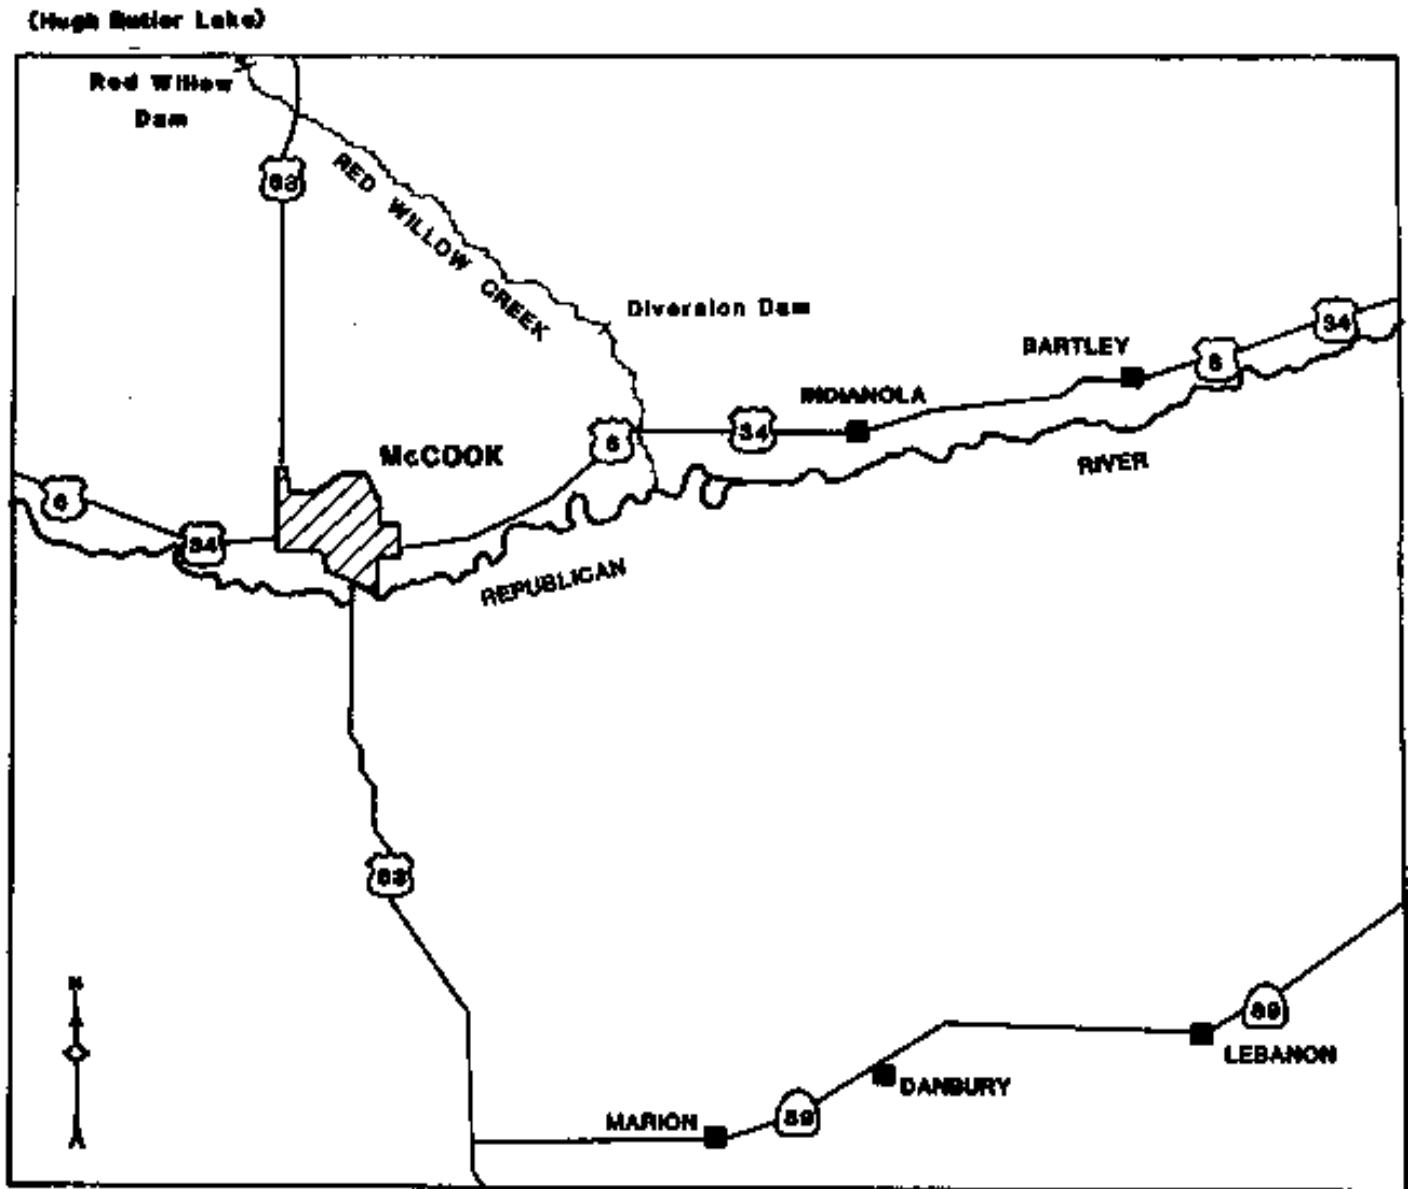 (Hugh Butler Lake)
Red Willow
Dam
83
RED WILLOW CREEK
Diversion Dam
34
BARTLEY
6
INDIANOLA
34
6
McCOOK
RIVER
6
34
REPUBLICAN
83
N
89
LEBANON
DANBURY
89
MARION